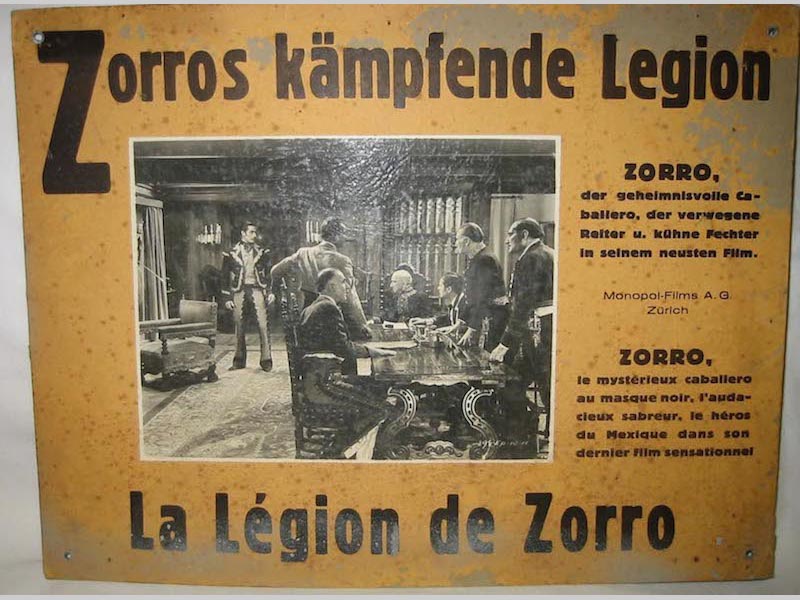 Zorros kämpfende Legion
ZORRO,
der geheimnisvolle Ca-
ballero, der verwegene
Reiter u. kühne Fechter
in seinem neusten Film.
Monopol-Films A.G.
Zürich
ZORRO,
le mystérieux caballero
au masque noir, l'auda-
cieux sabreur, le héros
du Mexique dans son
dernier film sensationnel
La Légion de Zorro